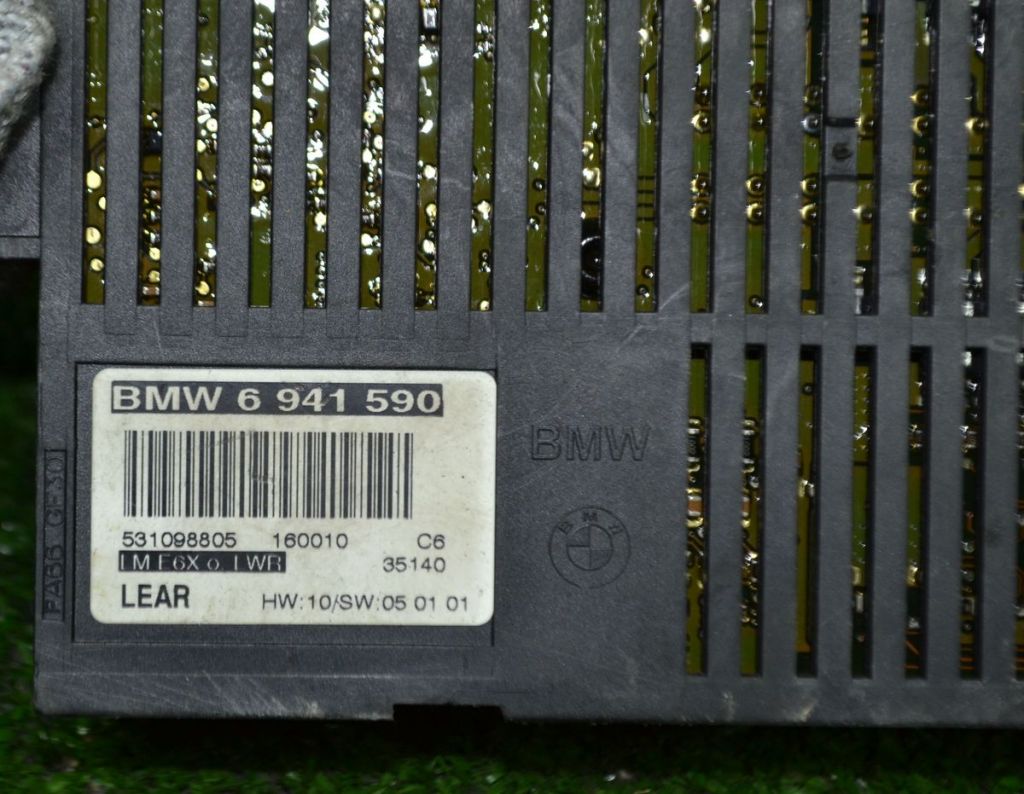 BMW 6 941 590
531098805 160010 C6
LM E6X o. LWR 35140
LEAR HW:10/SW:05 01 01
BMW
BMW
PA66 GF30